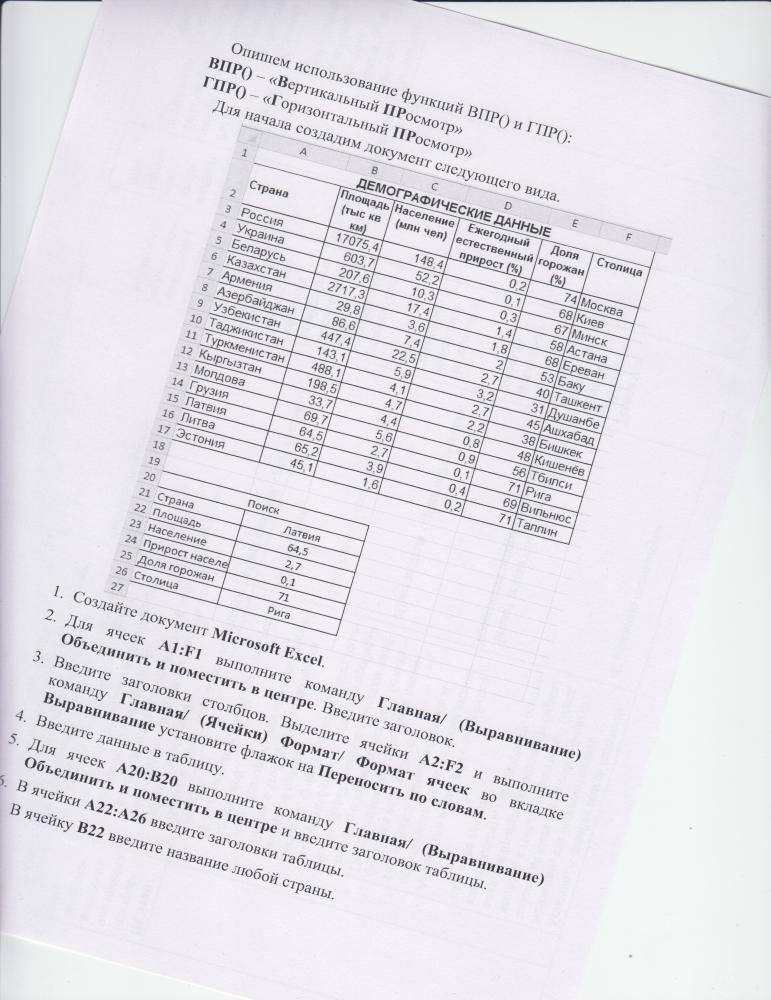 Опишем использование функций ВПР() и ГПР():
ВПР() – «Вертикальный ПРосмотр»
ГПР() – «Горизонтальный ПРосмотр»
Для начала создадим документ следующего вида.
A B C D E F
1 ДЕМОГРАФИЧЕСКИЕ ДАННЫЕ
2 Страна Площадь (тыс кв км) Население (млн чел) Ежегодный естественный прирост (%) Доля горожан (%) Столица
3 Россия 17075,4 148,4 0,2 74 Москва
4 Украина 603,7 52,2 0,1 68 Киев
5 Беларусь 207,6 10,3 0,3 67 Минск
6 Казахстан 2717,3 17,4 1,4 58 Астана
7 Армения 29,8 3,6 1,8 68 Ереван
8 Азербайджан 86,6 7,4 2 53 Баку
9 Узбекистан 447,4 22,5 2,7 40 Ташкент
10 Таджикистан 143,1 5,9 3,2 31 Душанбе
11 Туркменистан 488,1 4,1 2,7 45 Ашхабад
12 Кыргызтан 198,5 4,7 2,2 38 Бишкек
13 Молдова 33,7 4,4 0,8 48 Кишенёв
14 Грузия 69,7 5,6 0,9 56 Тбипси
15 Латвия 64,5 2,7 0,1 71 Рига
16 Литва 65,2 3,9 0,4 69 Вильнюс
17 Эстония 45,1 1,6 0,2 71 Таллин
18
19
20
21 Поиск
22 Страна Латвия
23 Площадь 64,5
24 Население 2,7
25 Прирост населе 0,1
26 Доля горожан 71
27 Столица Рига
1. Создайте документ Microsoft Excel.
2. Для ячеек A1:F1 выполните команду Главная/ (Выравнивание)
Объединить и поместить в центре. Введите заголовок.
3. Введите заголовки столбцов. Выделите ячейки A2:F2 и выполните
команду Главная/ (Ячейки) Формат/ Формат ячеек во вкладке
Выравнивание установите флажок на Переносить по словам.
4. Введите данные в таблицу.
5. Для ячеек A20:B20 выполните команду Главная/ (Выравнивание)
Объединить и поместить в центре и введите заголовок таблицы.
6. В ячейки A22:A26 введите заголовки таблицы.
В ячейку B22 введите название любой страны.